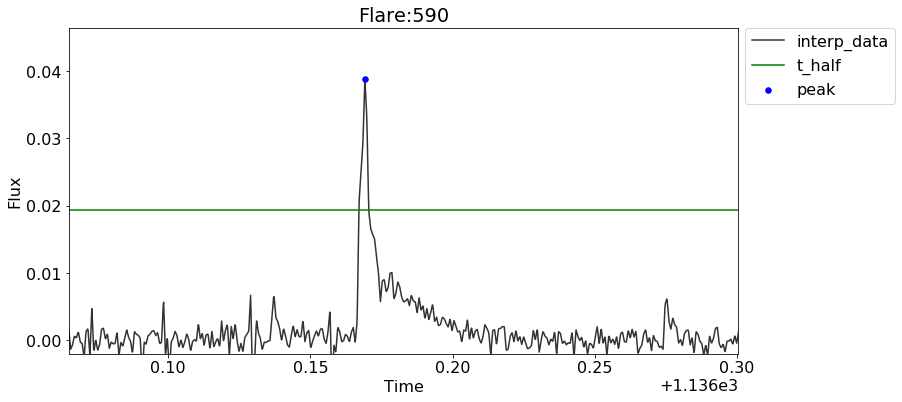 Flare:590
interp_data
t_half
peak
Flux
0.04
0.03
0.02
0.01
0.00
0.10
0.15
0.20
0.25
0.30
Time
+1.136e3